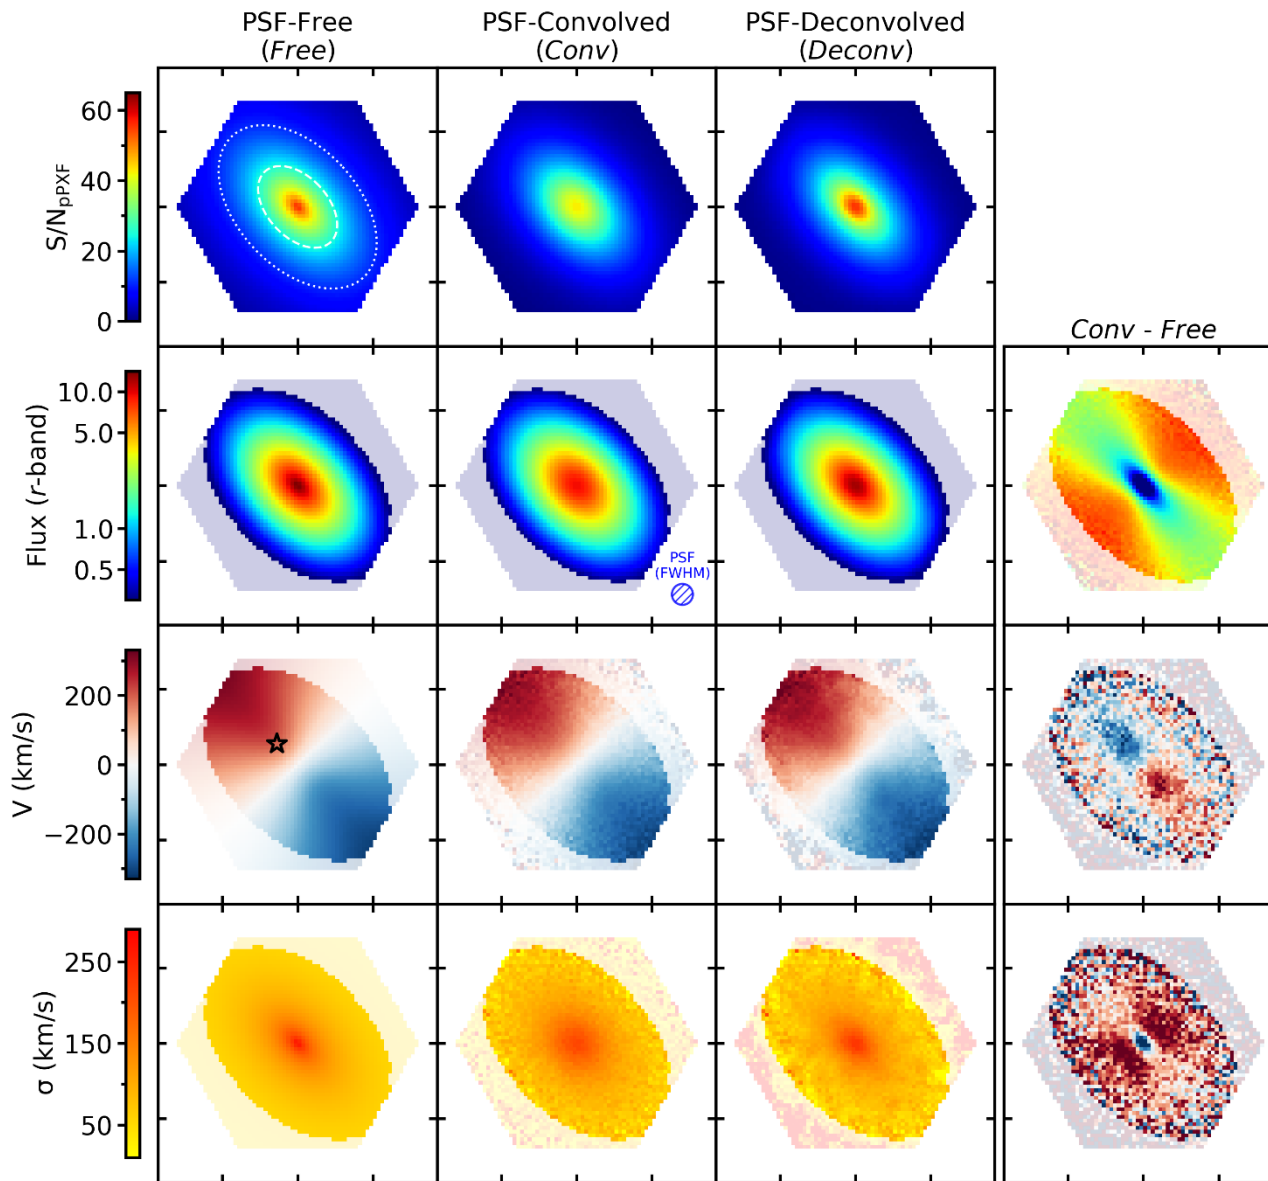 PSF-Free
(Free)
PSF-Convolved
(Conv)
PSF-Deconvolved
(Deconv)
S/NpPXF
60
40
20
0
Conv - Free
Flux (r-band)
10.0
5.0
1.0
0.5
PSF
(FWHM)
V (km/s)
200
0
−200
σ (km/s)
250
150
50